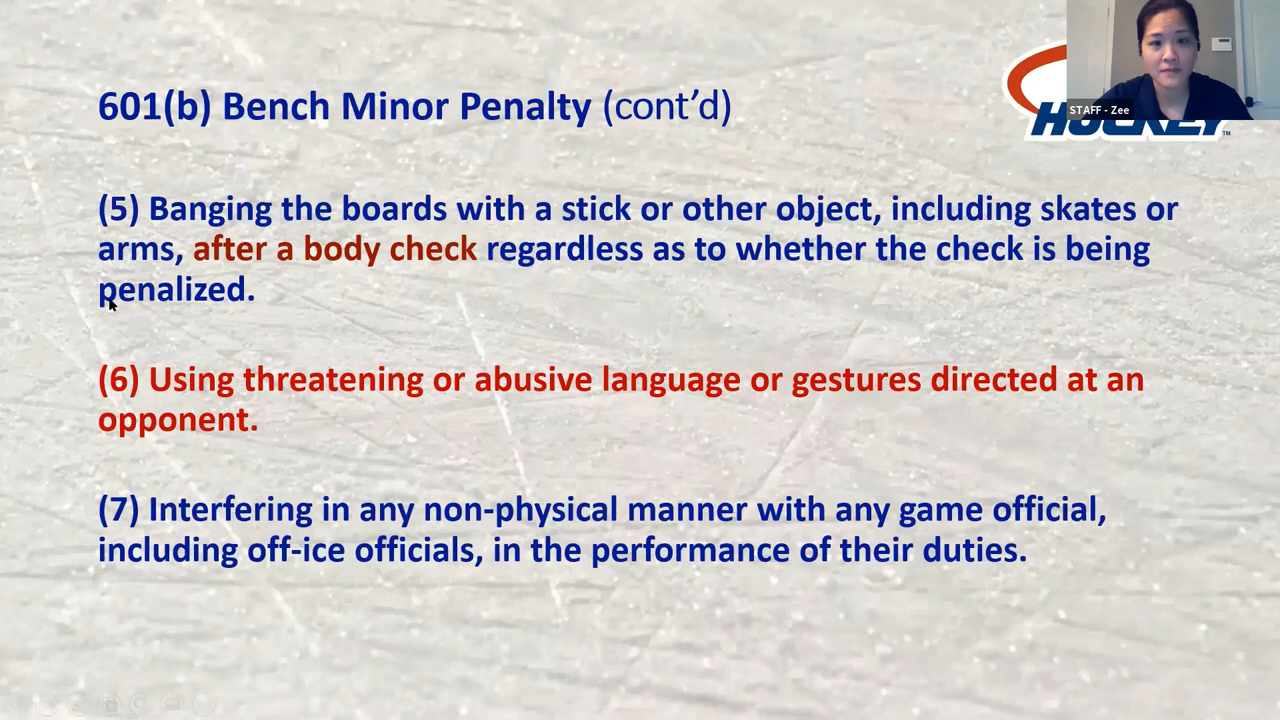 601(b) Bench Minor Penalty (cont’d)
STAFF - Zee
HOCKEY™
(5) Banging the boards with a stick or other object, including skates or
arms, after a body check regardless as to whether the check is being
penalized.
(6) Using threatening or abusive language or gestures directed at an
opponent.
(7) Interfering in any non-physical manner with any game official,
including off-ice officials, in the performance of their duties.